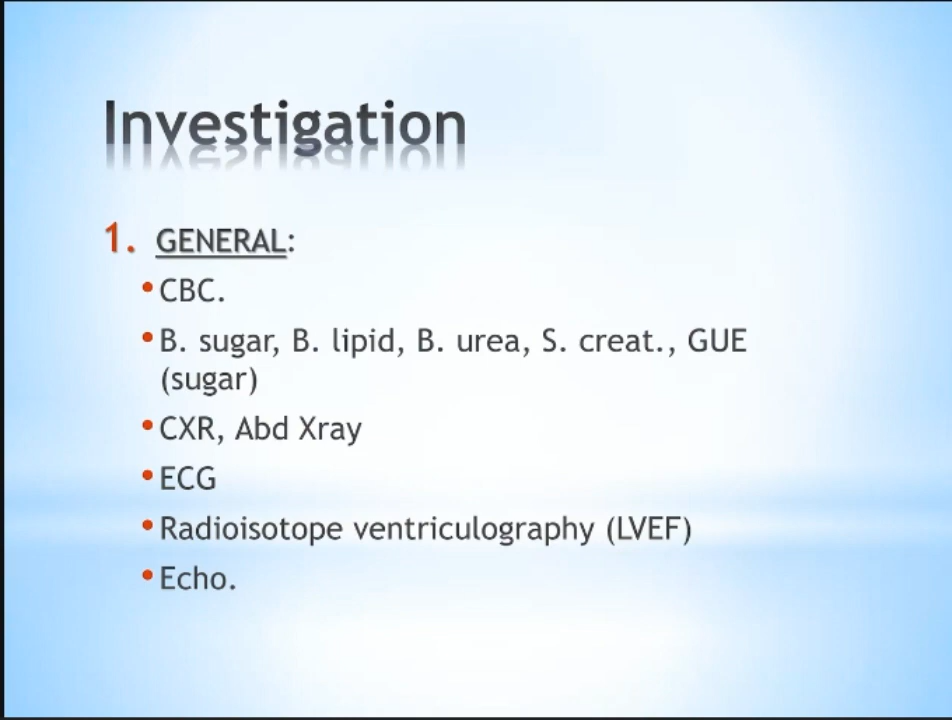 Investigation
1. GENERAL:
•CBC.
•B. sugar, B. lipid, B. urea, S. creat., GUE
(sugar)
•CXR, Abd Xray
•ECG
•Radioisotope ventriculography (LVEF)
•Echo.